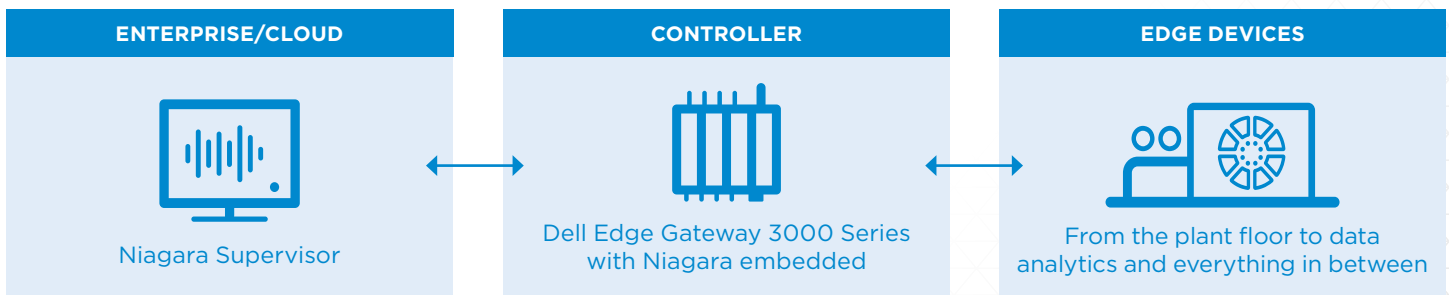 ENTERPRISE/CLOUD
Niagara Supervisor
CONTROLLER
Dell Edge Gateway 3000 Series
with Niagara embedded
EDGE DEVICES
From the plant floor to data
analytics and everything in between